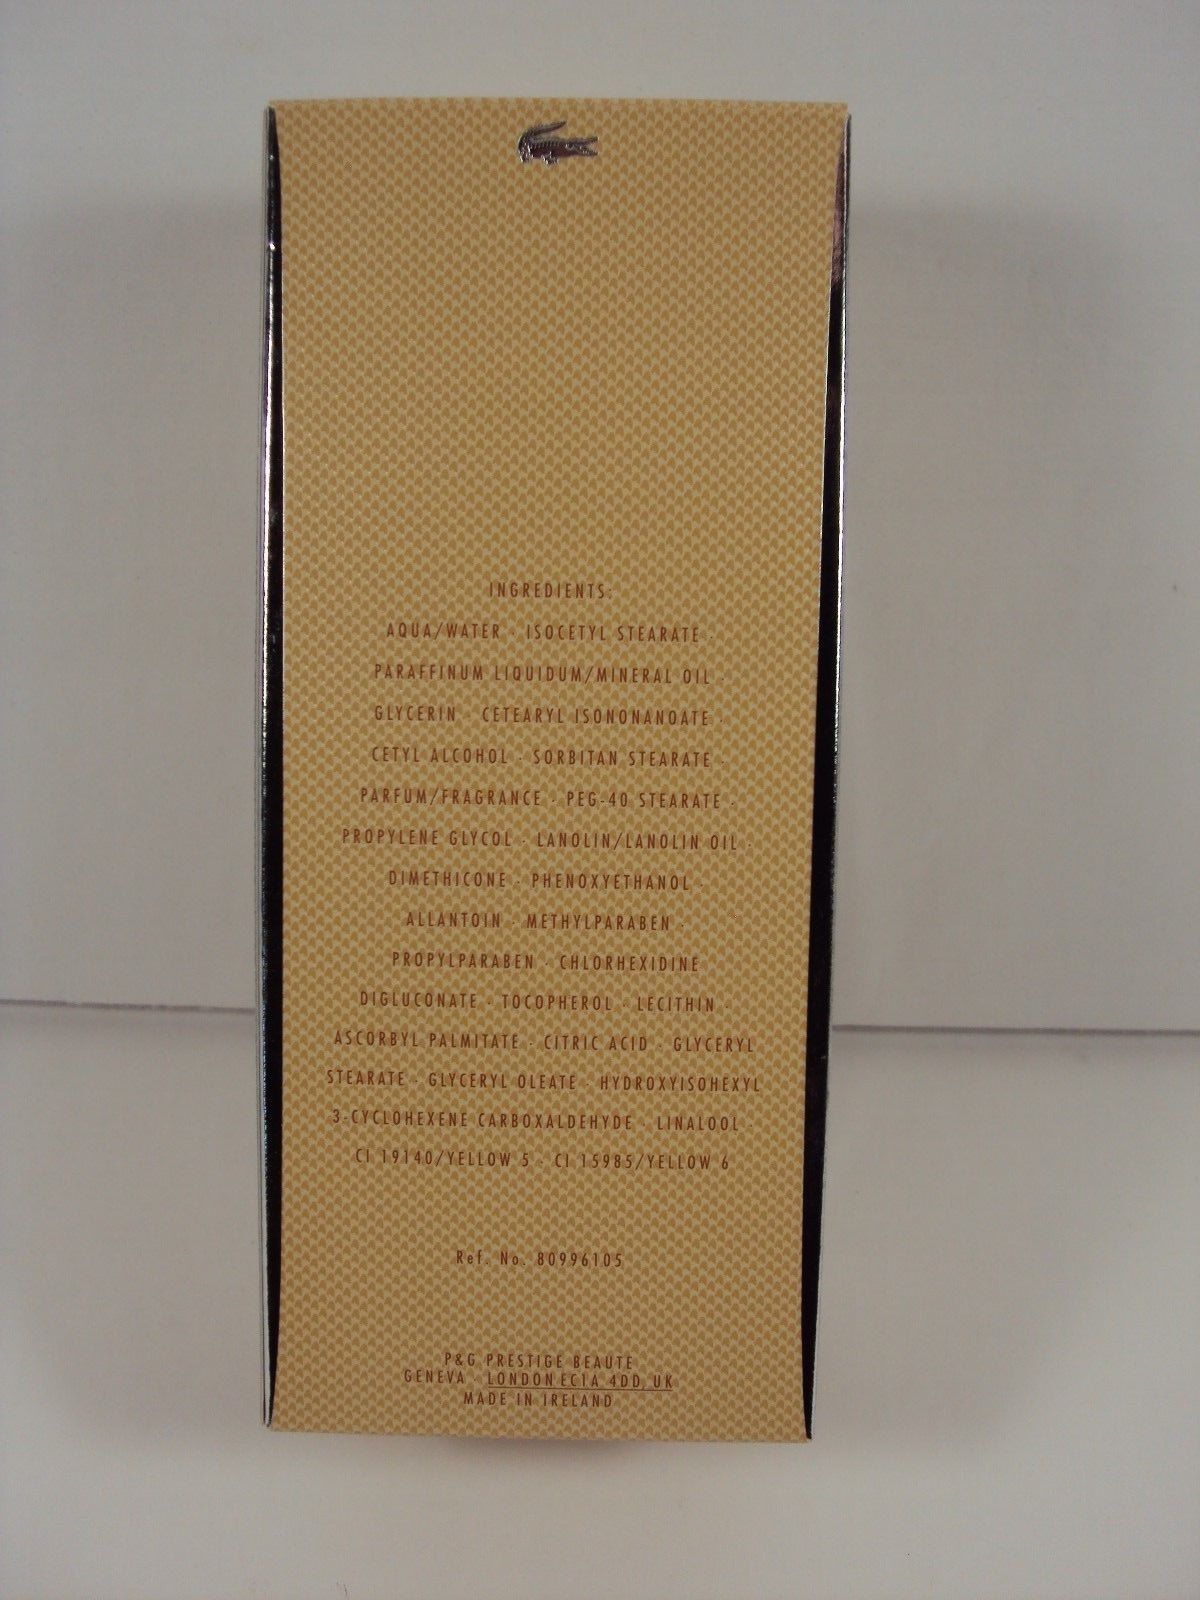 INGREDIENTS:
AQUA/WATER · ISOCETYL STEARATE ·
PARAFFINUM LIQUIDUM/MINERAL OIL ·
GLYCERIN · CETEARYL ISONONANOATE ·
CETYL ALCOHOL · SORBITAN STEARATE ·
PARFUM/FRAGRANCE · PEG-40 STEARATE ·
PROPYLENE GLYCOL · LANOLIN/LANOLIN OIL ·
DIMETHICONE · PHENOXYETHANOL ·
ALLANTOIN · METHYLPARABEN ·
PROPYLPARABEN · CHLORHEXIDINE
DIGLUCONATE · TOCOPHEROL · LECITHIN ·
ASCORBYL PALMITATE · CITRIC ACID · GLYCERYL
STEARATE · GLYCERYL OLEATE · HYDROXYISOHEXYL
3-CYCLOHEXENE CARBOXALDEHYDE · LINALOOL ·
CI 19140/YELLOW 5 · CI 15985/YELLOW 6
Ref. No. 80996105
P&G PRESTIGE BEAUTE
GENEVA · LONDON EC1A 4DD, UK
MADE IN IRELAND